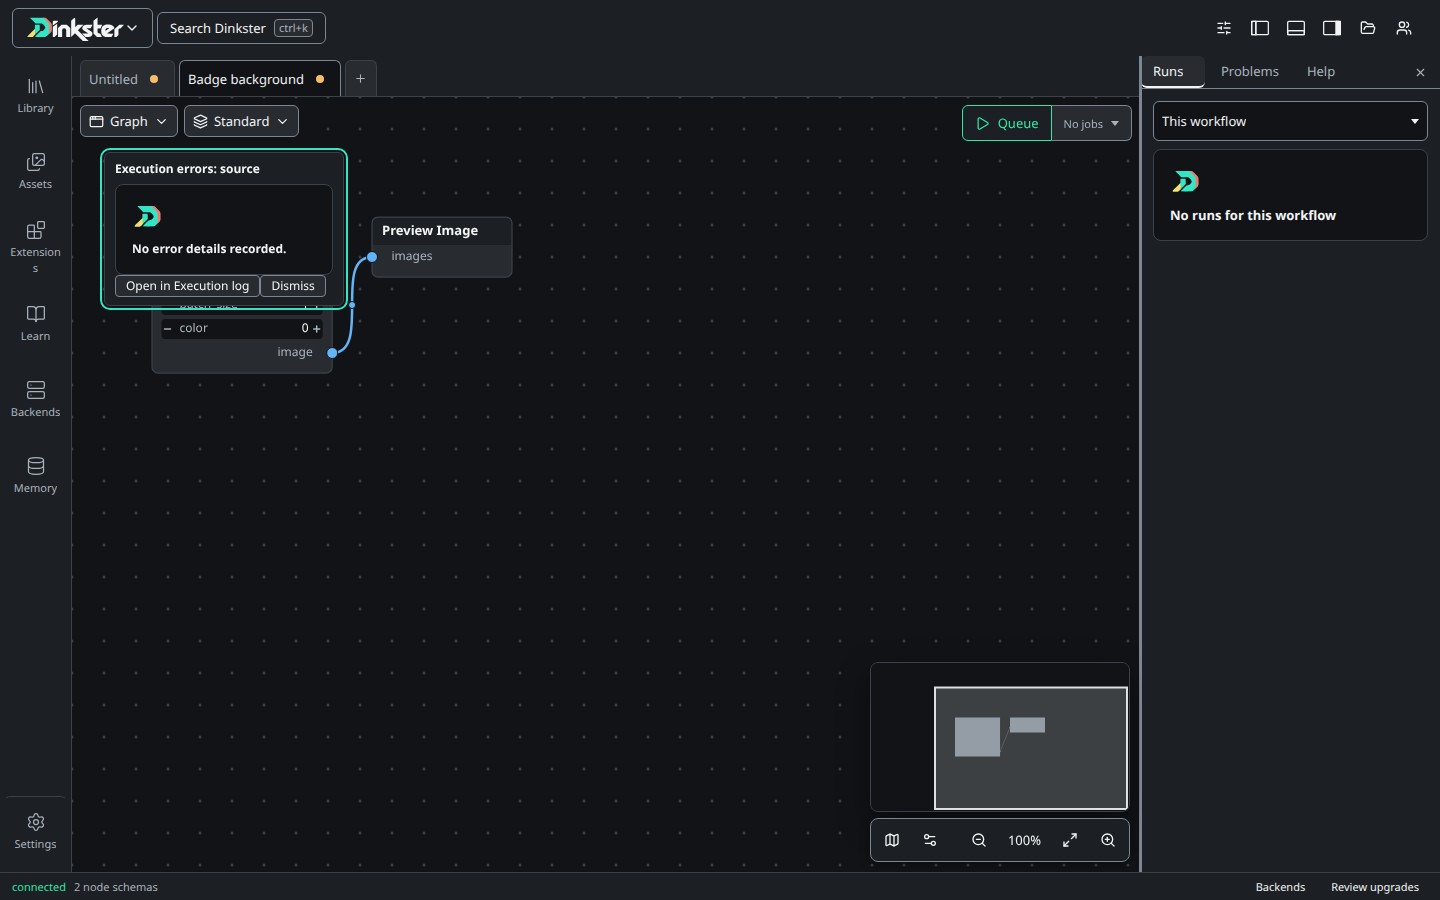 Dinkster
Search Dinkster ctrl+k
Untitled
Badge background
Runs
Problems
Help
Library
Assets
Extension
s
Learn
Backends
Memory
Settings
Graph
Standard
Queue
No jobs
This workflow
No runs for this workflow
Execution errors: source
No error details recorded.
Open in Execution log
Dismiss
Preview Image
images
color 0
image
100%
connected
2 node schemas
Backends
Review upgrades